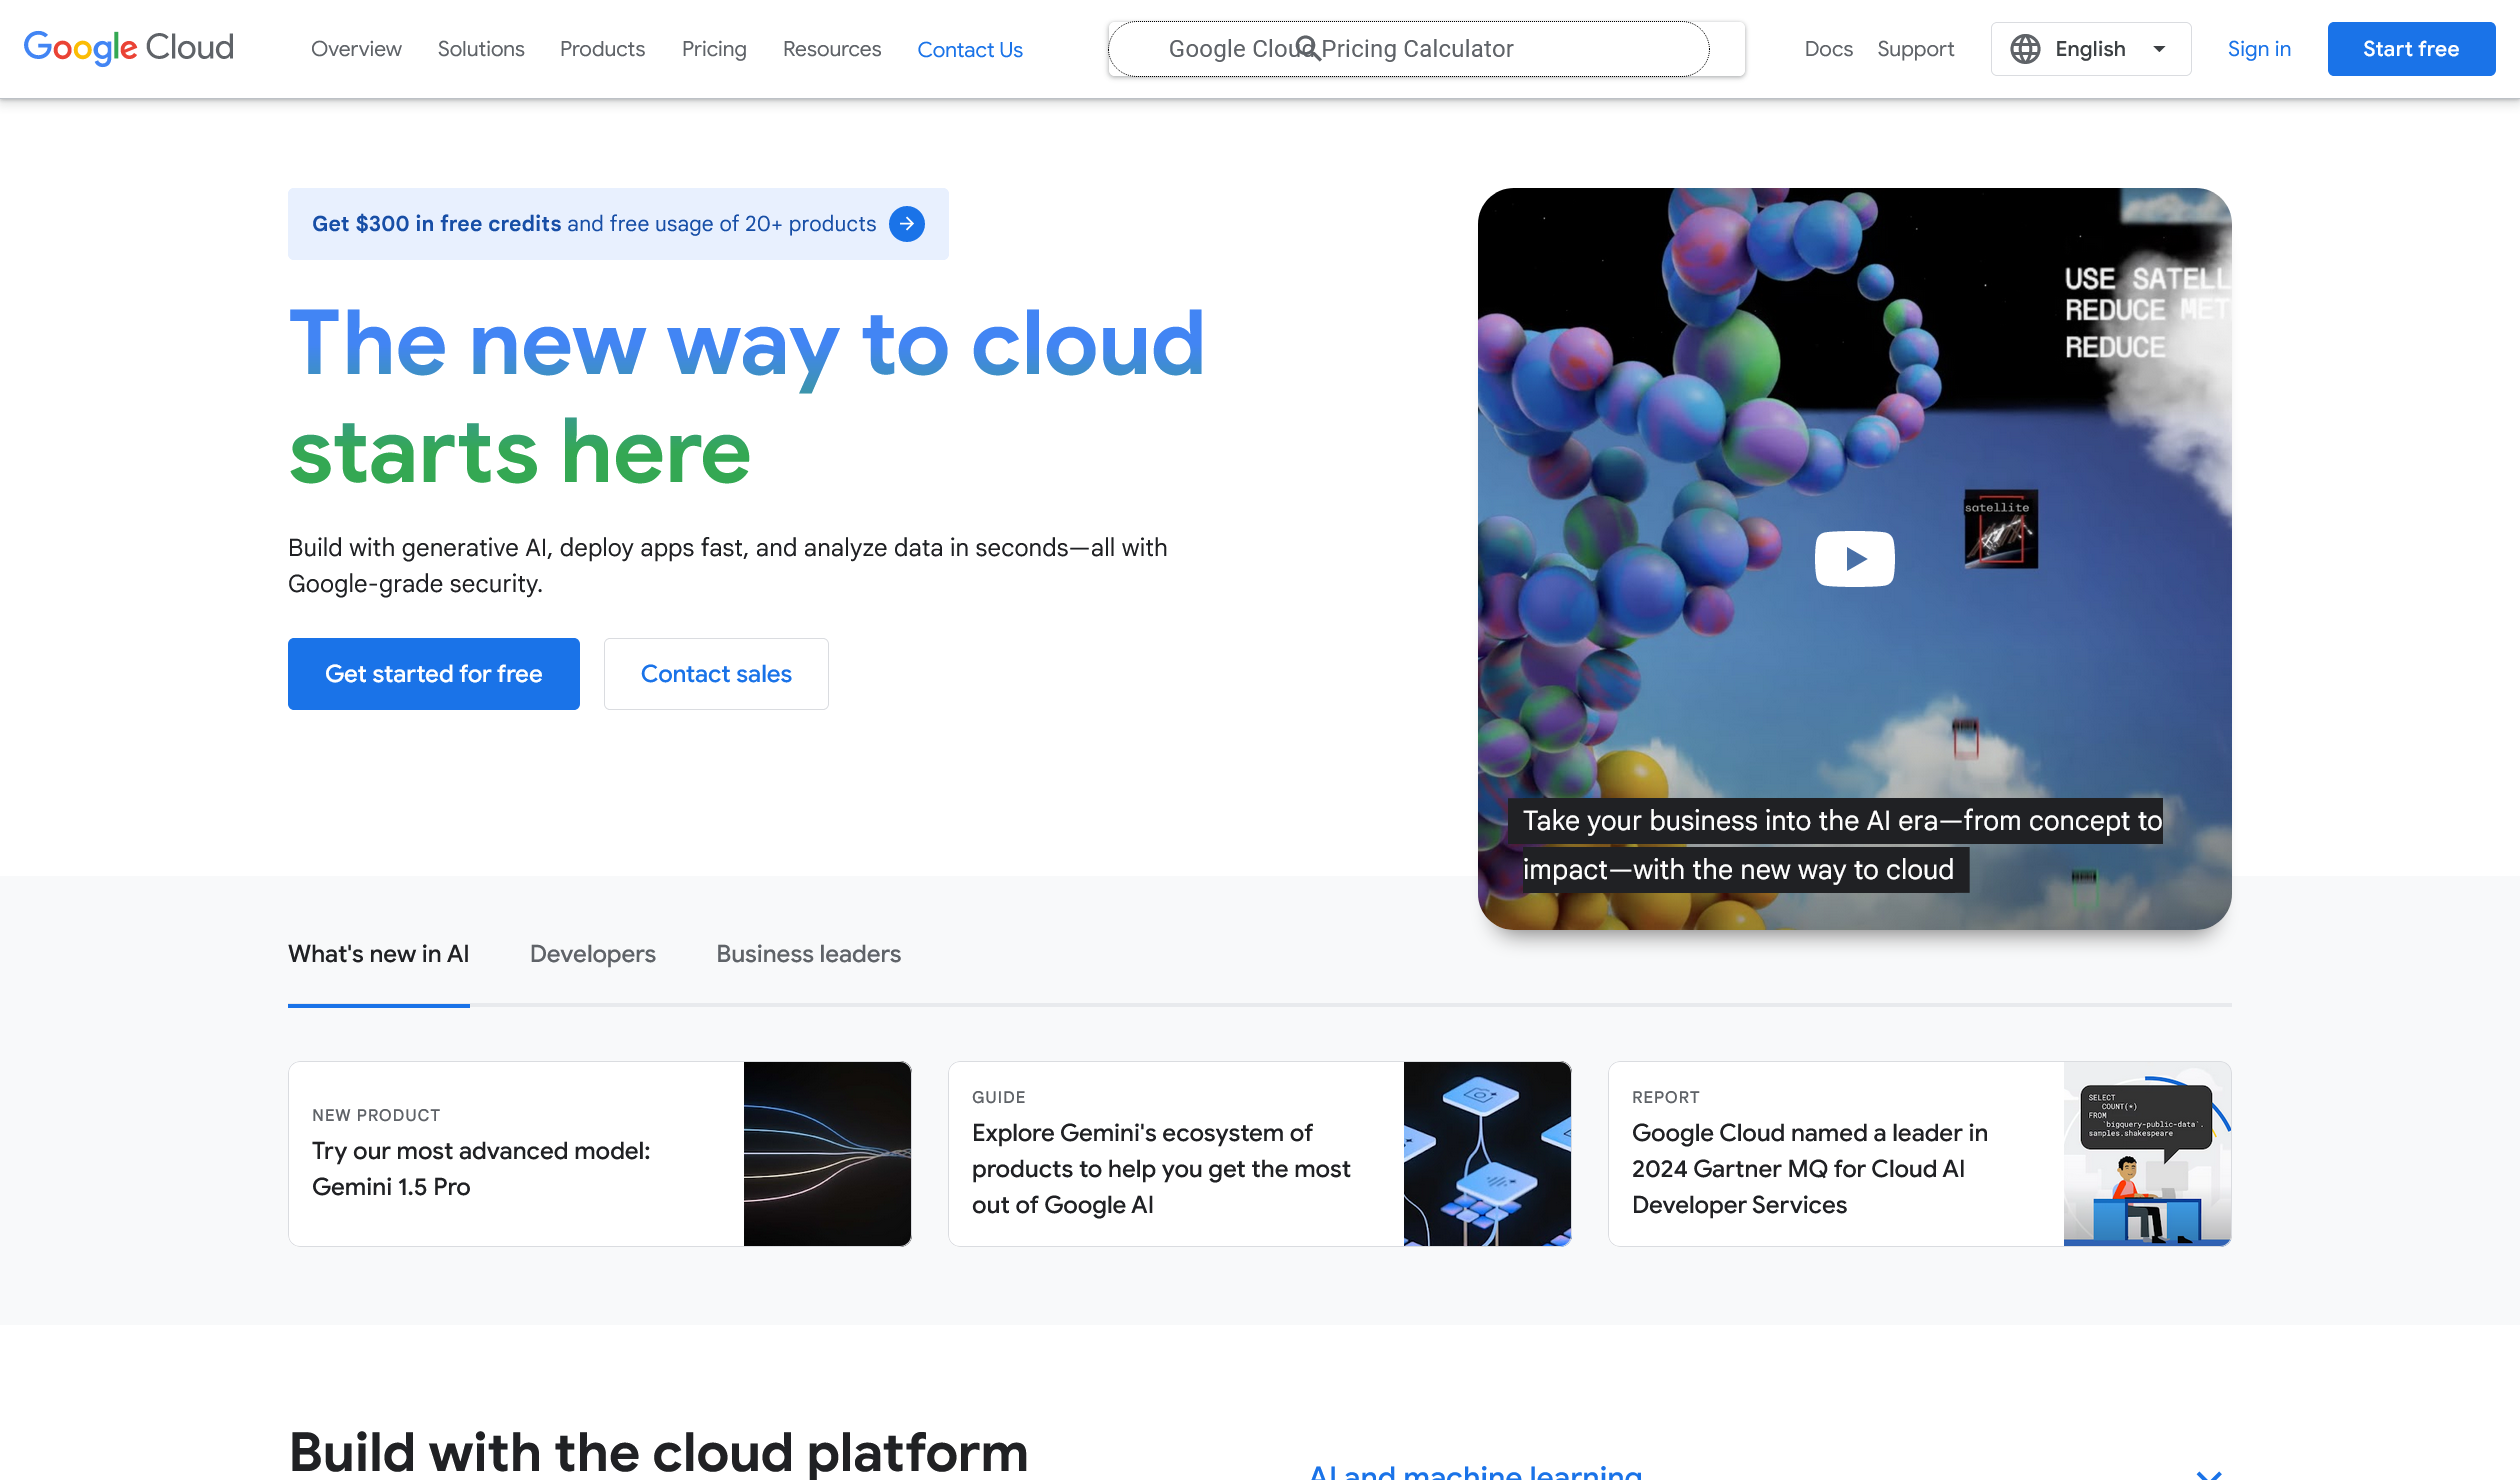 Google Cloud
Overview
Solutions
Products
Pricing
Resources
Contact Us
Google Cloud Pricing Calculator
Docs
Support
English
Sign in
Start free
Get $300 in free credits and free usage of 20+ products
The new way to cloud
starts here
Build with generative AI, deploy apps fast, and analyze data in seconds—all with
Google-grade security.
Get started for free
Contact sales
USE SATELL
REDUCE MET
REDUCE
satellite
Take your business into the AI era—from concept to
impact—with the new way to cloud
What's new in AI
Developers
Business leaders
NEW PRODUCT
Try our most advanced model:
Gemini 1.5 Pro
GUIDE
Explore Gemini's ecosystem of
products to help you get the most
out of Google AI
REPORT
Google Cloud named a leader in
2024 Gartner MQ for Cloud AI
Developer Services
SELECT
COUNT(*)
FROM
`bigquery-public-data`.
samples.shakespeare
Build with the cloud platform
AI and machine learning